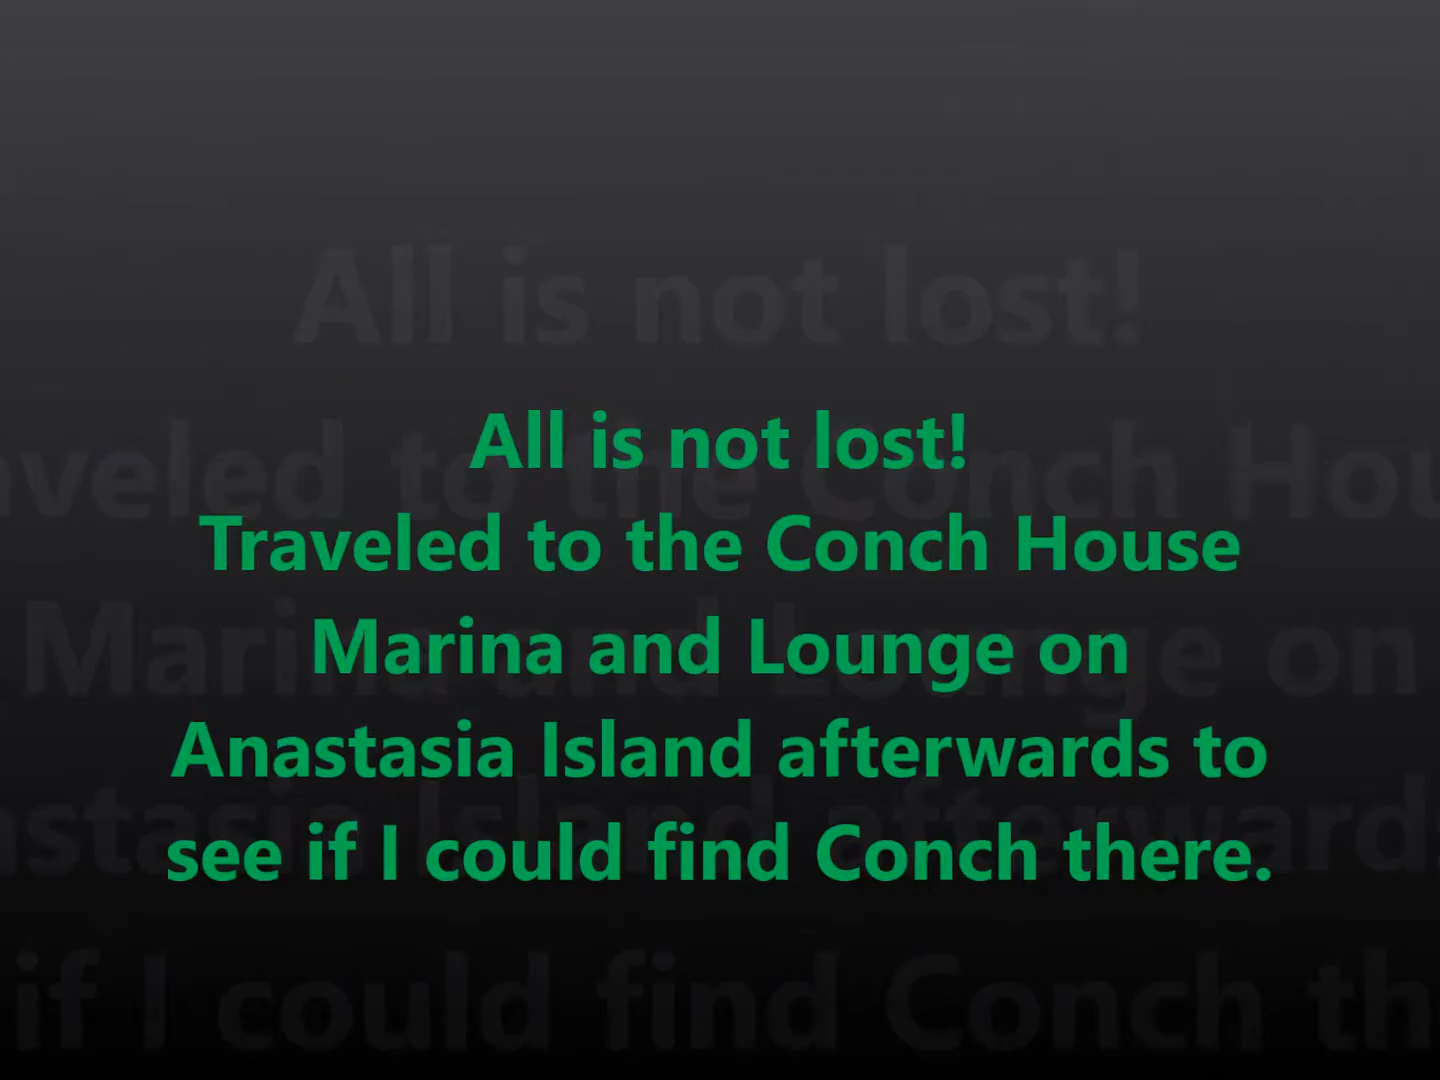 All is not lost!
Traveled to the Conch House
Marina and Lounge on
Anastasia Island afterwards to
see if I could find Conch there.